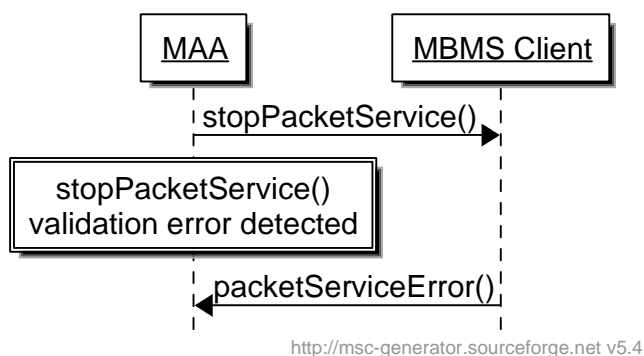 MAA
MBMS Client
stopPacketService()
stopPacketService()
validation error detected
packetServiceError()
http://msc-generator.sourceforge.net v5.4